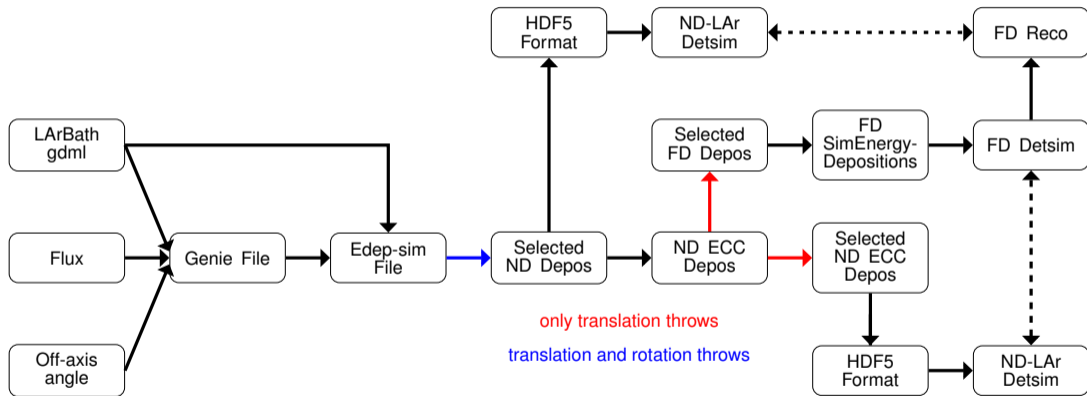 HDF5
Format
ND-LAr
Detsim
FD Reco
LArBath
gdml
Selected
FD Depos
FD
SimEnergy-
Depositions
FD Detsim
Flux
Genie File
Edep-sim
File
Selected
ND Depos
ND ECC
Depos
Selected
ND ECC
Depos
only translation throws
translation and rotation throws
Off-axis
angle
HDF5
Format
ND-LAr
Detsim